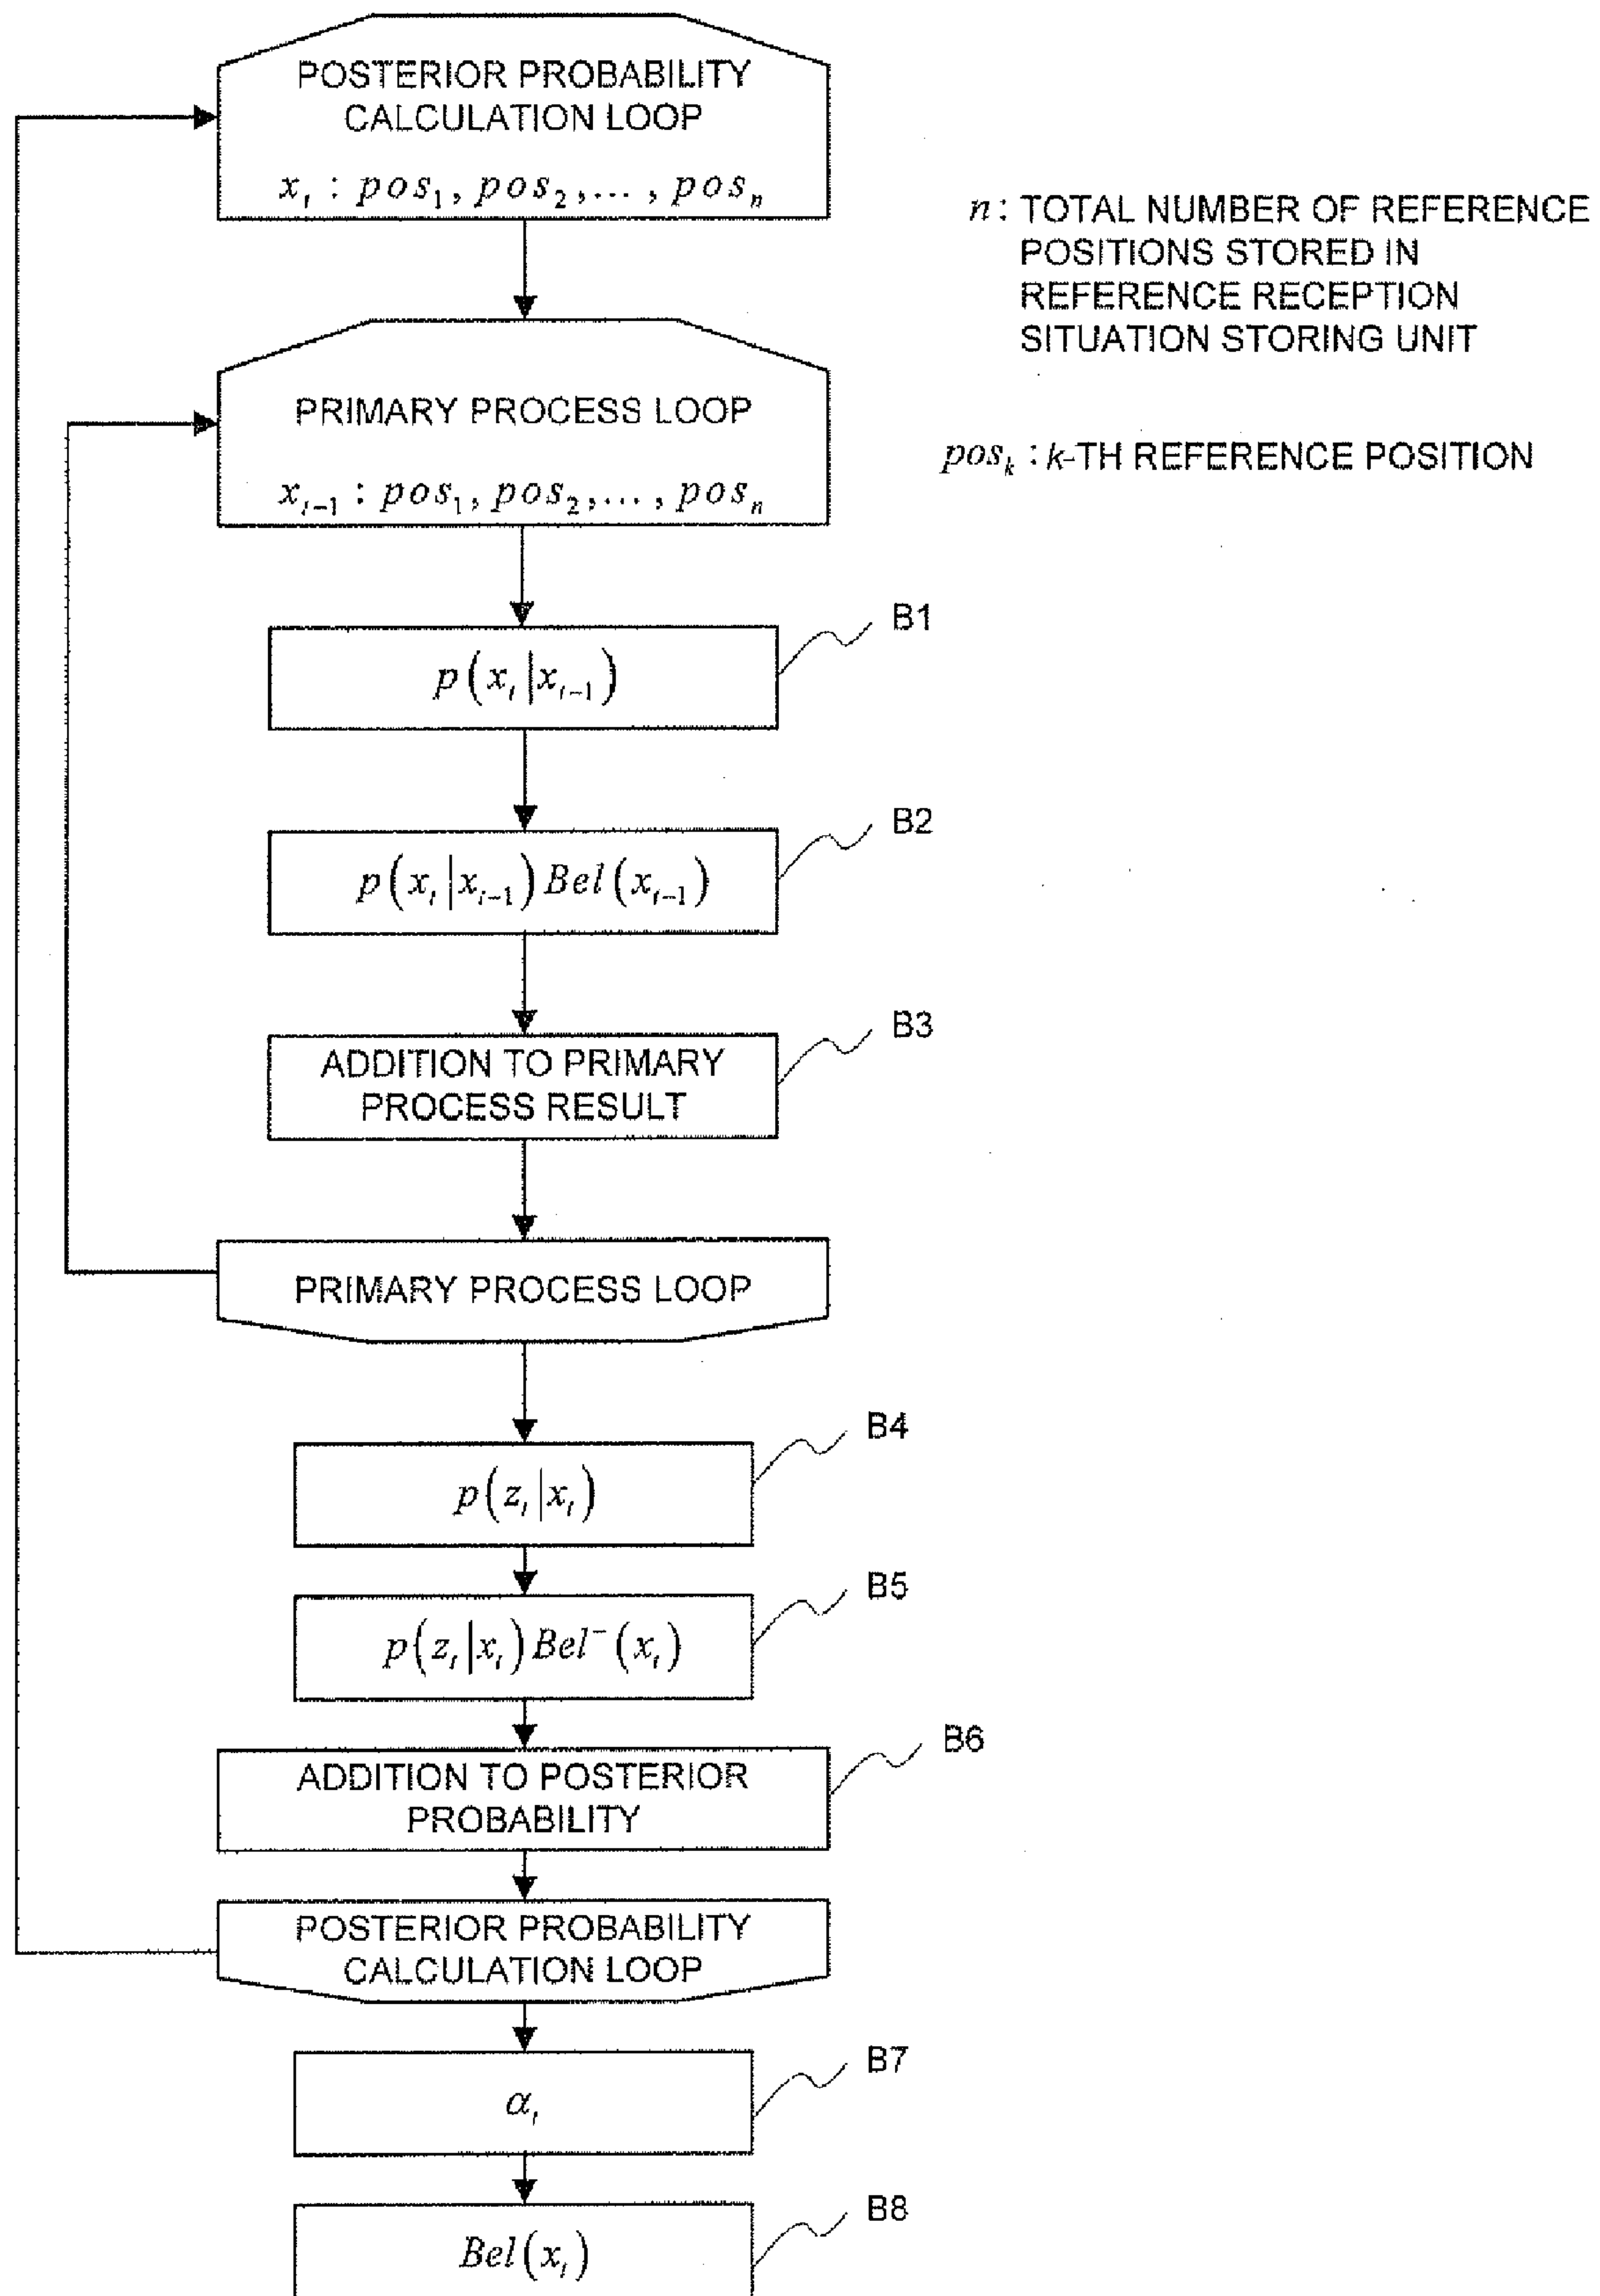 POSTERIOR PROBABILITY
CALCULATION LOOP
x_t : pos_1, pos_2, ..., pos_n
n : TOTAL NUMBER OF REFERENCE
POSITIONS STORED IN
REFERENCE RECEPTION
SITUATION STORING UNIT
PRIMARY PROCESS LOOP
x_{t-1} : pos_1, pos_2, ..., pos_n
pos_k : k-TH REFERENCE POSITION
B1
p(x_t|x_{t-1})
B2
p(x_t|x_{t-1})Bel(x_{t-1})
B3
ADDITION TO PRIMARY
PROCESS RESULT
PRIMARY PROCESS LOOP
B4
p(z_t|x_t)
B5
p(z_t|x_t)Bel^-(x_t)
B6
ADDITION TO POSTERIOR
PROBABILITY
POSTERIOR PROBABILITY
CALCULATION LOOP
B7
α_t
B8
Bel(x_t)